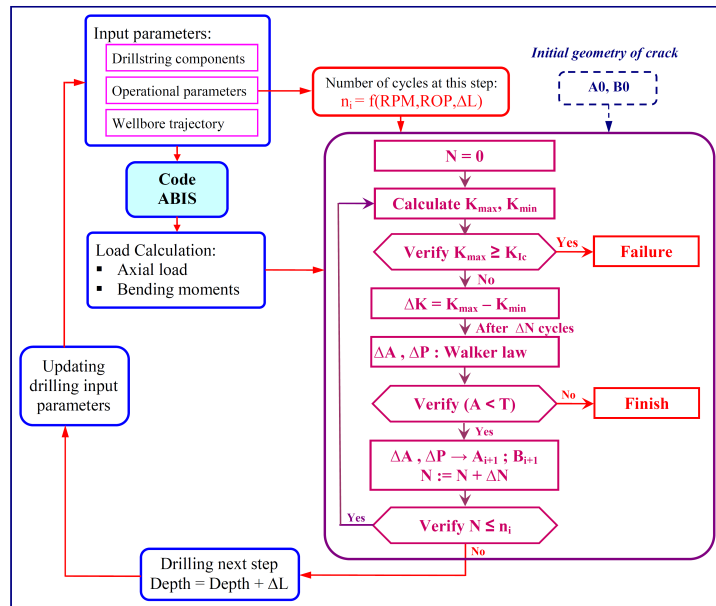 Input parameters:
Drillstring components
Operational parameters
Wellbore trajectory
Number of cycles at this step:
nᵢ = f(RPM,ROP,ΔL)
Initial geometry of crack
A0, B0
Code
ABIS
Load Calculation:
▪ Axial load
▪ Bending moments
N = 0
Calculate Kmax, Kmin
Verify Kmax ≥ KIc
Yes
Failure
No
ΔK = Kmax – Kmin
After ΔN cycles
ΔA , ΔP : Walker law
Verify (A < T)
No
Finish
Yes
ΔA , ΔP → Ai+1 ; Bi+1
N := N + ΔN
Verify N ≤ nᵢ
Yes
No
Updating
drilling input
parameters
Drilling next step
Depth = Depth + ΔL